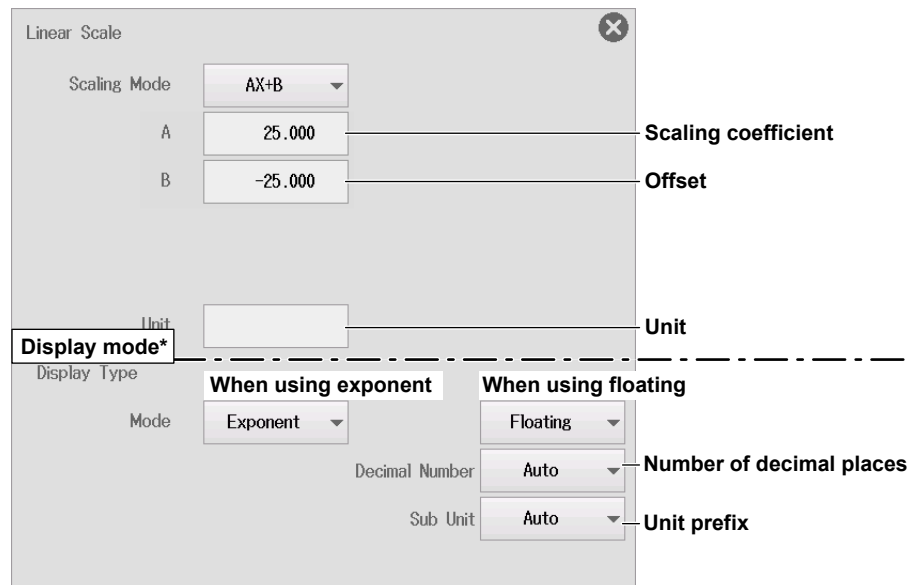 Linear Scale
Scaling Mode AX+B
A 25.000 Scaling coefficient
B -25.000 Offset
Unit Unit
Display mode*
Display Type
When using exponent When using floating
Mode Exponent Floating
Decimal Number Auto Number of decimal places
Sub Unit Auto Unit prefix